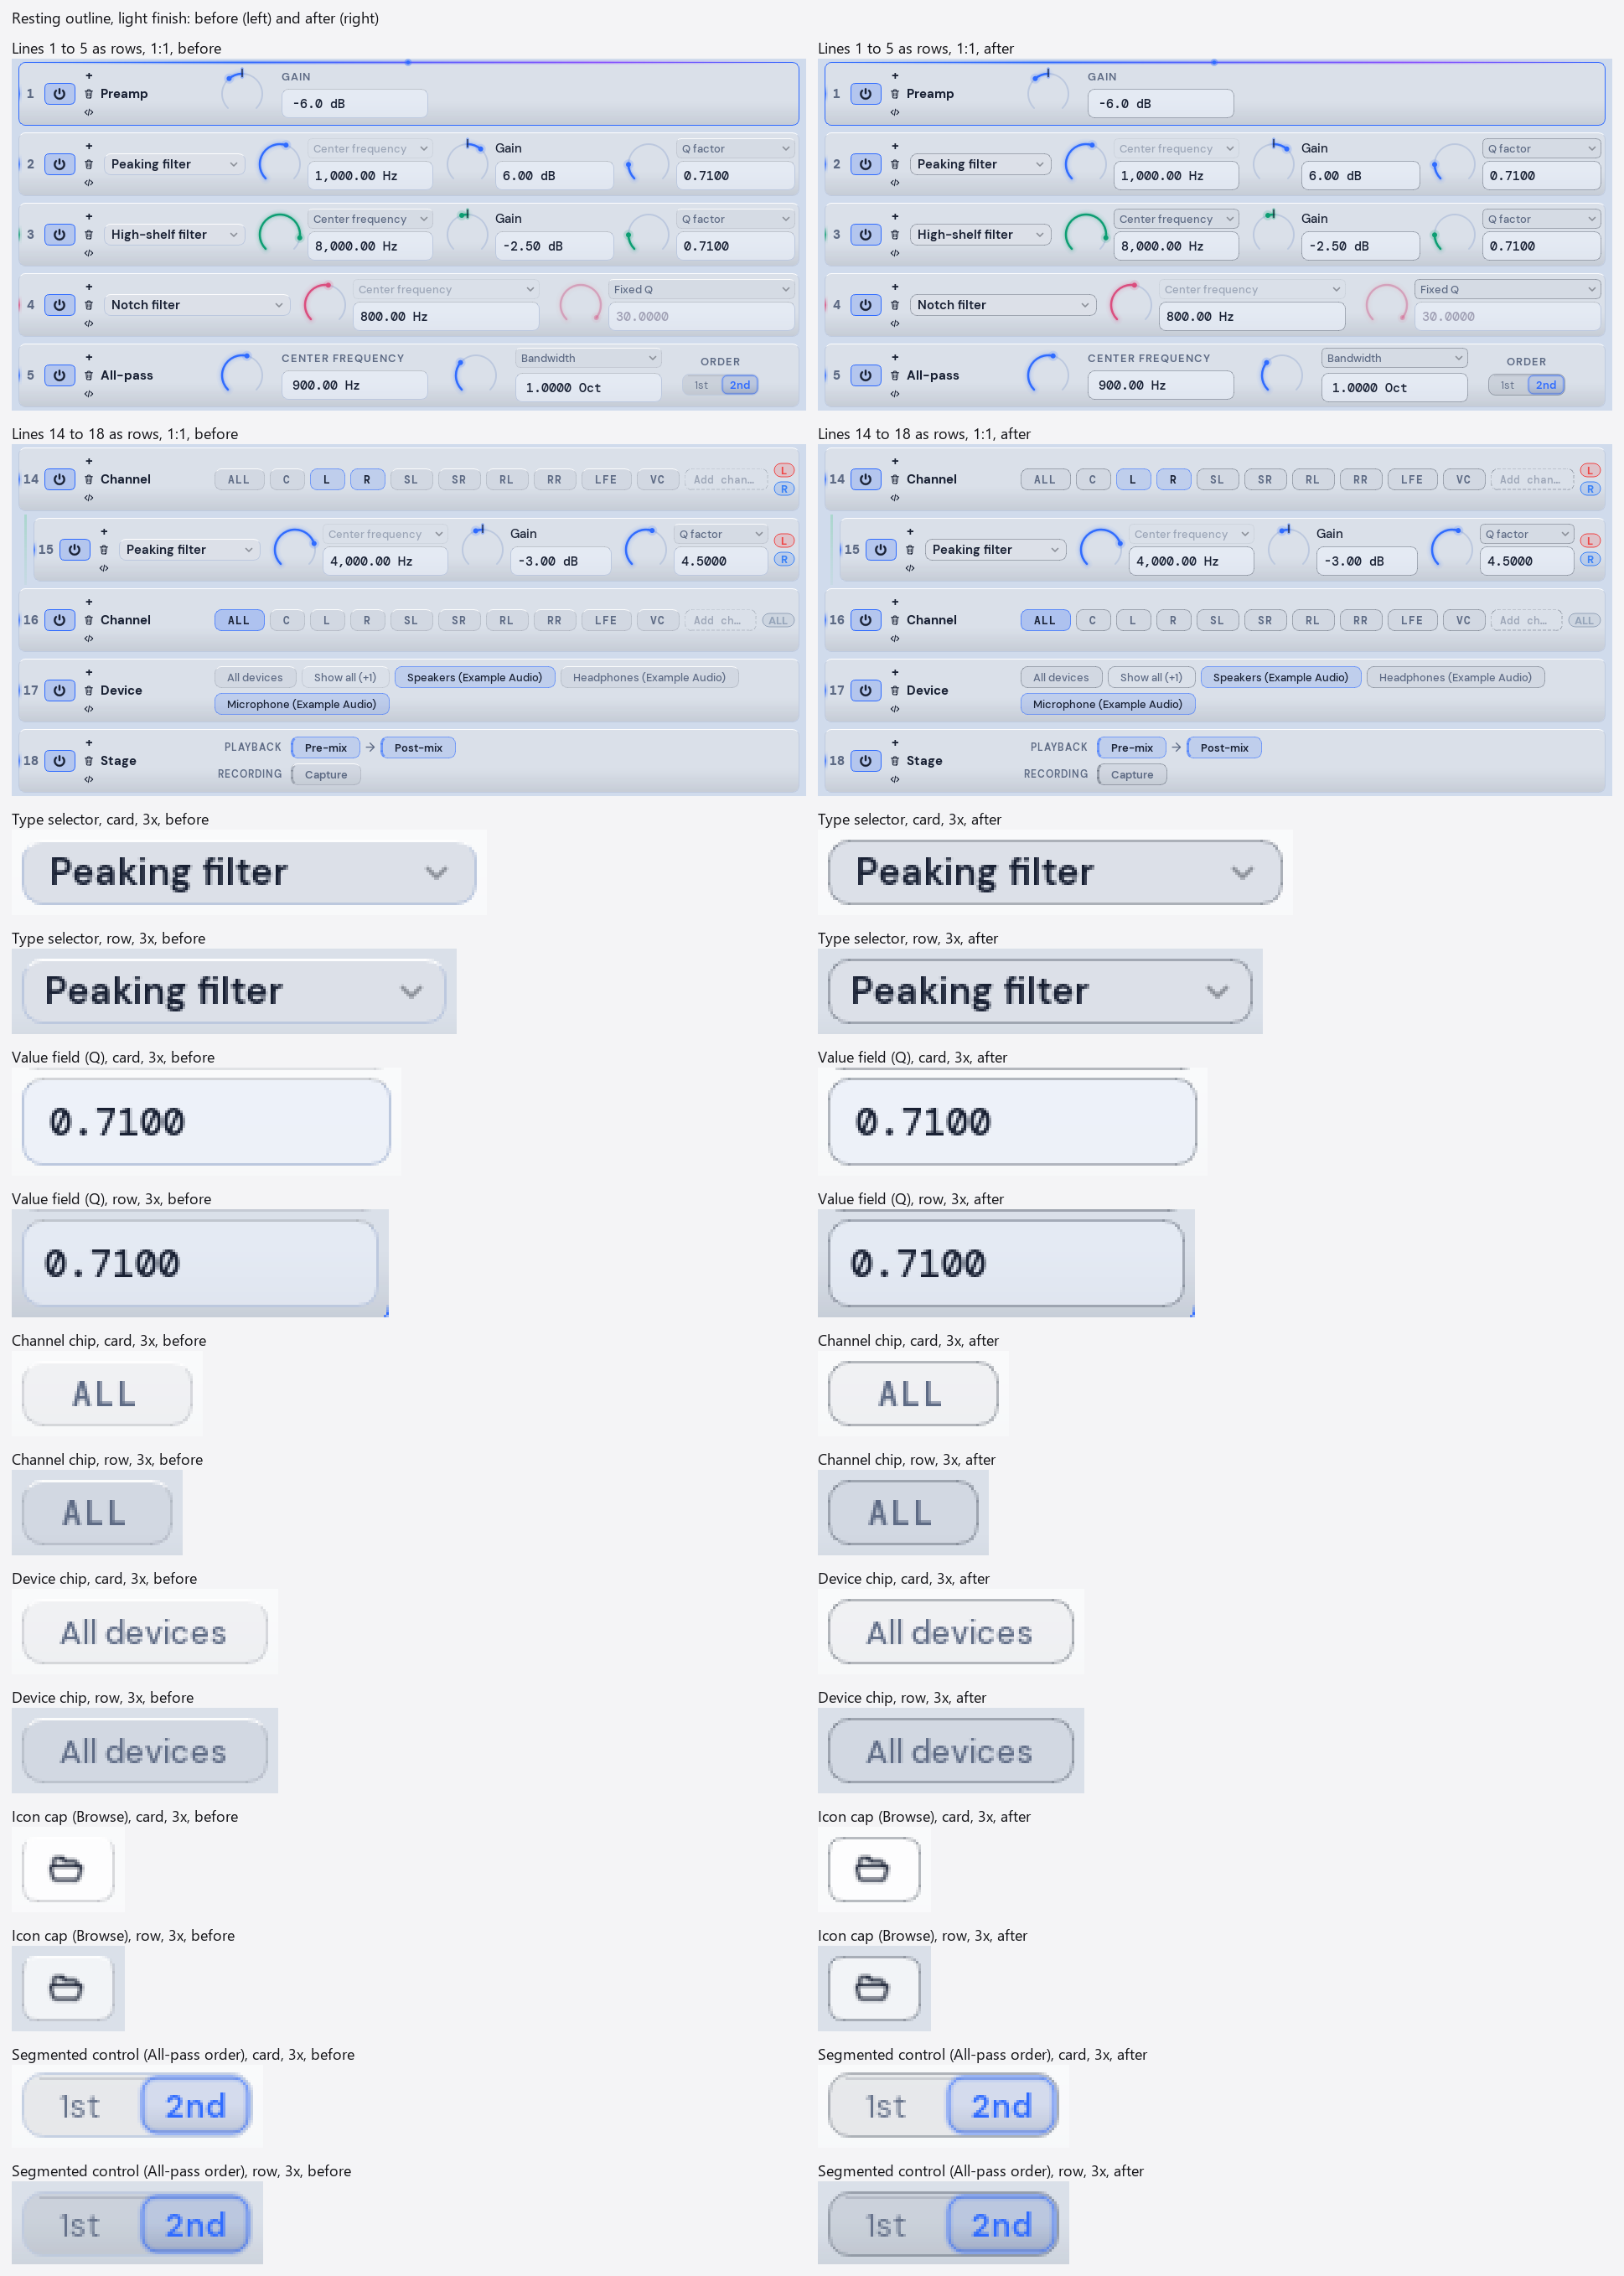 Resting outline, light finish: before (left) and after (right)
Lines 1 to 5 as rows, 1:1, before
1 Preamp GAIN -6.0 dB
2 Peaking filter Center frequency 1,000.00 Hz Gain 6.00 dB Q factor 0.7100
3 High-shelf filter Center frequency 8,000.00 Hz Gain -2.50 dB Q factor 0.7100
4 Notch filter Center frequency 800.00 Hz Fixed Q 30.0000
5 All-pass CENTER FREQUENCY 900.00 Hz Bandwidth 1.0000 Oct ORDER 1st 2nd
Lines 1 to 5 as rows, 1:1, after
1 Preamp GAIN -6.0 dB
2 Peaking filter Center frequency 1,000.00 Hz Gain 6.00 dB Q factor 0.7100
3 High-shelf filter Center frequency 8,000.00 Hz Gain -2.50 dB Q factor 0.7100
4 Notch filter Center frequency 800.00 Hz Fixed Q 30.0000
5 All-pass CENTER FREQUENCY 900.00 Hz Bandwidth 1.0000 Oct ORDER 1st 2nd
Lines 14 to 18 as rows, 1:1, before
14 Channel ALL C L R SL SR RL RR LFE VC Add chan… L R
15 Peaking filter Center frequency 4,000.00 Hz Gain -3.00 dB Q factor 4.5000 L R
16 Channel ALL C L R SL SR RL RR LFE VC Add ch… ALL
17 Device All devices Show all (+1) Speakers (Example Audio) Headphones (Example Audio)
Microphone (Example Audio)
18 Stage PLAYBACK Pre-mix → Post-mix
RECORDING Capture
Lines 14 to 18 as rows, 1:1, after
14 Channel ALL C L R SL SR RL RR LFE VC Add chan… L R
15 Peaking filter Center frequency 4,000.00 Hz Gain -3.00 dB Q factor 4.5000 L R
16 Channel ALL C L R SL SR RL RR LFE VC Add ch… ALL
17 Device All devices Show all (+1) Speakers (Example Audio) Headphones (Example Audio)
Microphone (Example Audio)
18 Stage PLAYBACK Pre-mix → Post-mix
RECORDING Capture
Type selector, card, 3x, before
Peaking filter
Type selector, card, 3x, after
Peaking filter
Type selector, row, 3x, before
Peaking filter
Type selector, row, 3x, after
Peaking filter
Value field (Q), card, 3x, before
0.7100
Value field (Q), card, 3x, after
0.7100
Value field (Q), row, 3x, before
0.7100
Value field (Q), row, 3x, after
0.7100
Channel chip, card, 3x, before
ALL
Channel chip, card, 3x, after
ALL
Channel chip, row, 3x, before
ALL
Channel chip, row, 3x, after
ALL
Device chip, card, 3x, before
All devices
Device chip, card, 3x, after
All devices
Device chip, row, 3x, before
All devices
Device chip, row, 3x, after
All devices
Icon cap (Browse), card, 3x, before
Icon cap (Browse), card, 3x, after
Icon cap (Browse), row, 3x, before
Icon cap (Browse), row, 3x, after
Segmented control (All-pass order), card, 3x, before
1st 2nd
Segmented control (All-pass order), card, 3x, after
1st 2nd
Segmented control (All-pass order), row, 3x, before
1st 2nd
Segmented control (All-pass order), row, 3x, after
1st 2nd